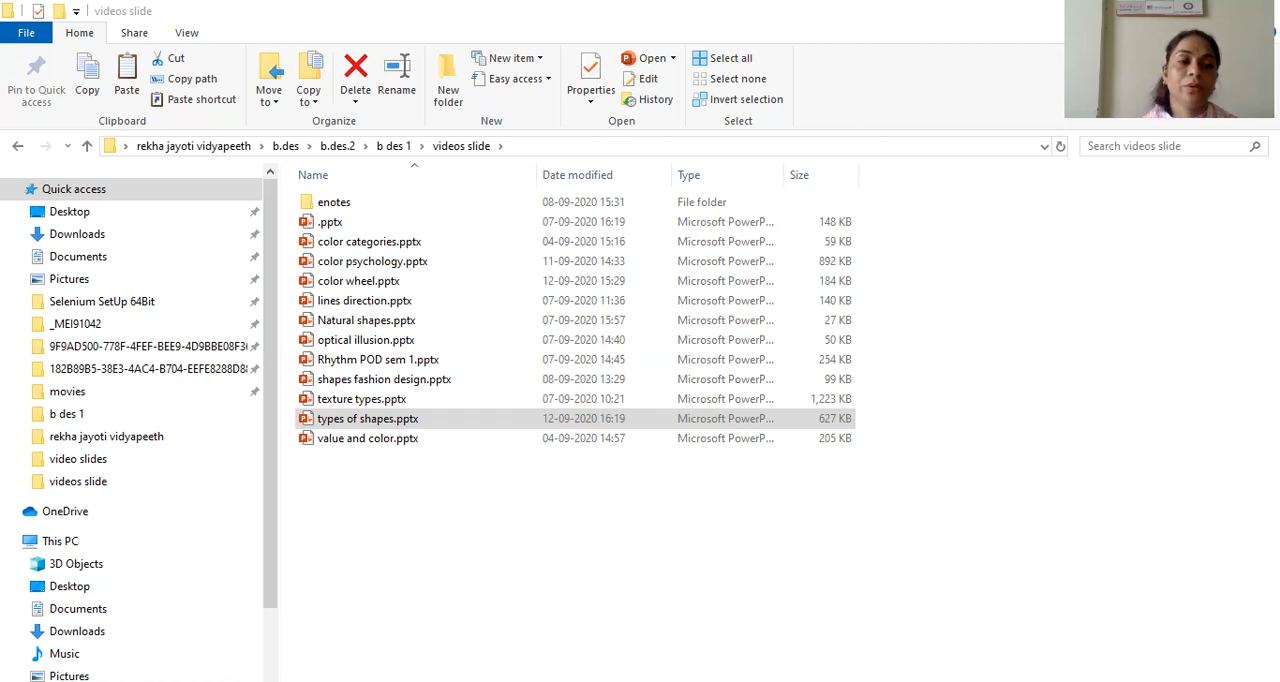 videos slide
File Home Share View
Pin to Quick access
Copy
Paste
Cut
Copy path
Paste shortcut
Clipboard
Move to
Copy to
Delete
Rename
Organize
New folder
New item
Easy access
New
Properties
Open
Edit
History
Open
Select all
Select none
Invert selection
Select
rekha jayoti vidyapeeth › b.des › b.des.2 › b des 1 › videos slide ›
Search videos slide
Quick access
Desktop
Downloads
Documents
Pictures
Selenium SetUp 64Bit
_MEI91042
9F9AD500-778F-4FEF-BEE9-4D9BBE08F3
182B89B5-38E3-4AC4-B704-EEFE8288D8
movies
b des 1
rekha jayoti vidyapeeth
video slides
videos slide
OneDrive
This PC
3D Objects
Desktop
Documents
Downloads
Music
Pictures
Name Date modified Type Size
enotes 08-09-2020 15:31 File folder
.pptx 07-09-2020 16:19 Microsoft PowerP... 148 KB
color categories.pptx 04-09-2020 15:16 Microsoft PowerP... 59 KB
color psychology.pptx 11-09-2020 14:33 Microsoft PowerP... 892 KB
color wheel.pptx 12-09-2020 15:29 Microsoft PowerP... 184 KB
lines direction.pptx 07-09-2020 11:36 Microsoft PowerP... 140 KB
Natural shapes.pptx 07-09-2020 15:57 Microsoft PowerP... 27 KB
optical illusion.pptx 07-09-2020 14:40 Microsoft PowerP... 50 KB
Rhythm POD sem 1.pptx 07-09-2020 14:45 Microsoft PowerP... 254 KB
shapes fashion design.pptx 08-09-2020 13:29 Microsoft PowerP... 99 KB
texture types.pptx 07-09-2020 10:21 Microsoft PowerP... 1,223 KB
types of shapes.pptx 12-09-2020 16:19 Microsoft PowerP... 627 KB
value and color.pptx 04-09-2020 14:57 Microsoft PowerP... 205 KB